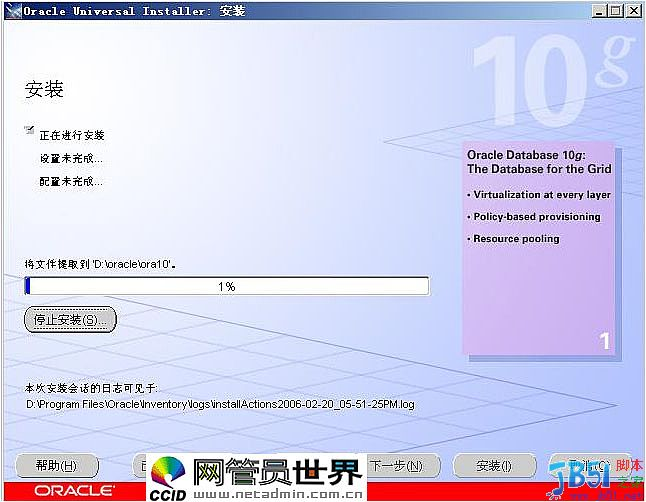 Oracle Universal Installer: 安装
10g
安装
正在进行安装
设置未完成...
配置未完成...
Oracle Database 10g:
The Database for the Grid
• Virtualization at every layer
• Policy-based provisioning
• Resource pooling
1
将文件提取到 'D:\oracle\ora10'。
1%
停止安装(S)...
本次安装会话的日志可见于:
D:\Program Files\Oracle\Inventory\logs\installActions2006-02-20_05-51-25PM.log
帮助(H)
下一步(N)
安装(I)
ORACLE
CCID
网管员世界
www.netadmin.com.cn
JB51
脚本
之家
www.jb51.net